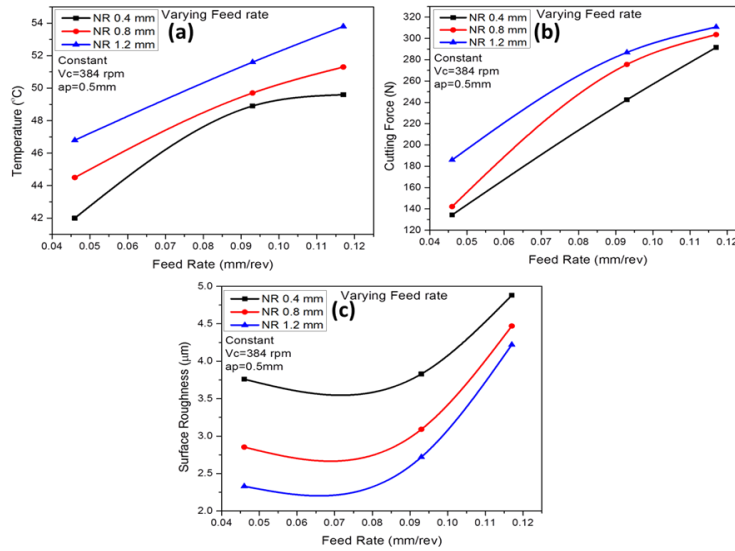 NR 0.4 mm
NR 0.8 mm
NR 1.2 mm
Varying Feed rate
(a)
Constant
Vc=384 rpm
ap=0.5mm
54
52
50
48
46
44
42
Temperature (°C)
0.04 0.05 0.06 0.07 0.08 0.09 0.10 0.11 0.12
Feed Rate (mm/rev)
NR 0.4 mm
NR 0.8 mm
NR 1.2 mm
Varying Feed rate
(b)
Constant
Vc=384 rpm
ap=0.5mm
320
300
280
260
240
220
200
180
160
140
120
Cutting Force (N)
0.04 0.05 0.06 0.07 0.08 0.09 0.10 0.11 0.12
Feed Rate (mm/rev)
NR 0.4 mm
NR 0.8 mm
NR 1.2 mm
Varying Feed rate
(c)
Constant
Vc=384 rpm
ap=0.5mm
5.0
4.5
4.0
3.5
3.0
2.5
2.0
Surface Roughness (μm)
0.04 0.05 0.06 0.07 0.08 0.09 0.10 0.11 0.12
Feed Rate (mm/rev)